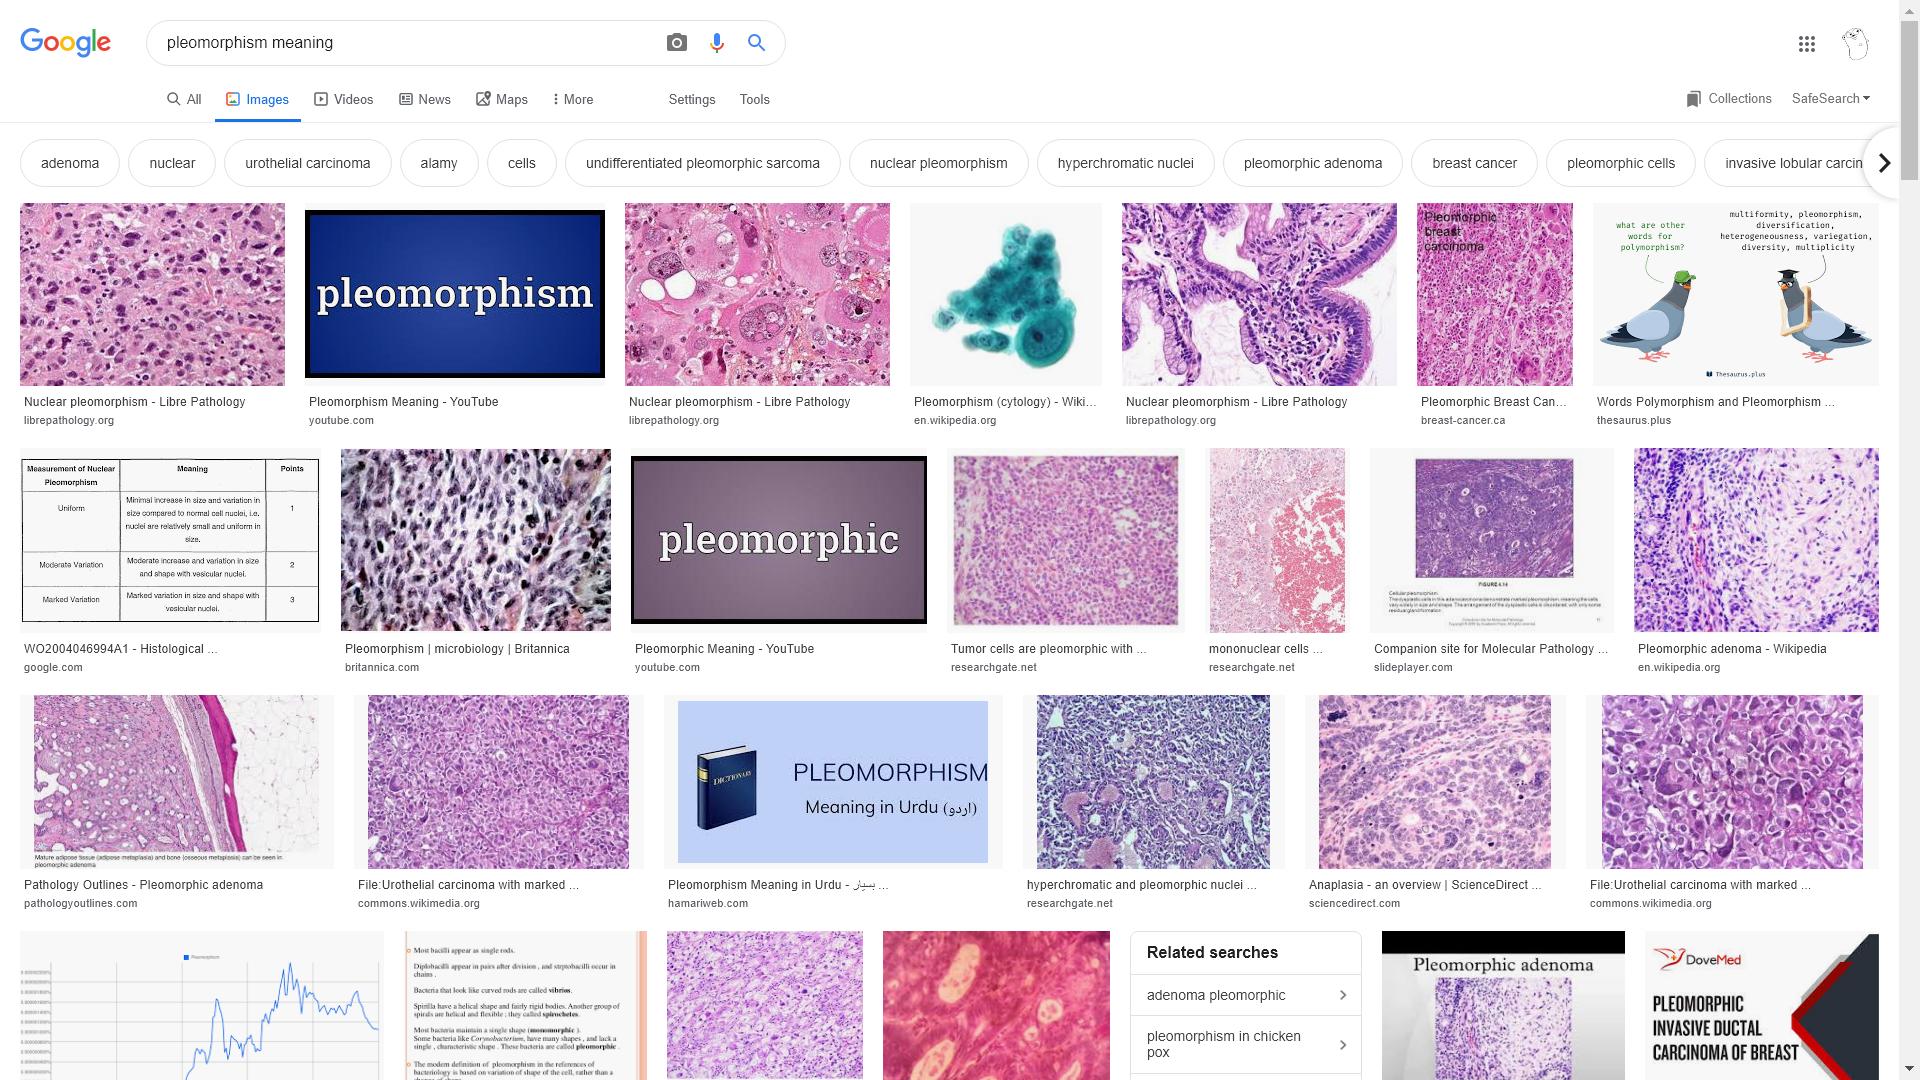 Google
pleomorphism meaning
All
Images
Videos
News
Maps
More
Settings
Tools
Collections
SafeSearch
adenoma
nuclear
urothelial carcinoma
alamy
cells
undifferentiated pleomorphic sarcoma
nuclear pleomorphism
hyperchromatic nuclei
pleomorphic adenoma
breast cancer
pleomorphic cells
invasive lobular carcin
pleomorphism
Pleomorphic
breast
carcinoma
what are other
words for
polymorphism?
multiformity, pleomorphism,
diversification,
heterogeneousness, variegation,
diversity, multiplicity
Thesaurus.plus
Nuclear pleomorphism - Libre Pathology
librepathology.org
Pleomorphism Meaning - YouTube
youtube.com
Nuclear pleomorphism - Libre Pathology
librepathology.org
Pleomorphism (cytology) - Wiki...
en.wikipedia.org
Nuclear pleomorphism - Libre Pathology
librepathology.org
Pleomorphic Breast Can...
breast-cancer.ca
Words Polymorphism and Pleomorphism ...
thesaurus.plus
Measurement of Nuclear Pleomorphism
Meaning
Points
Uniform
Minimal increase in size and variation in
size compared to normal cell nuclei, i.e.
nuclei are relatively small and uniform in
size.
1
Moderate Variation
Moderate increase and variation in size
and shape with vesicular nuclei.
2
Marked Variation
Marked variation in size and shape with
vesicular nuclei.
3
pleomorphic
FIGURE 4.14
Cellular pleomorphism.
WO2004046994A1 - Histological ...
google.com
Pleomorphism | microbiology | Britannica
britannica.com
Pleomorphic Meaning - YouTube
youtube.com
Tumor cells are pleomorphic with ...
researchgate.net
mononuclear cells ...
researchgate.net
Companion site for Molecular Pathology ...
slideplayer.com
Pleomorphic adenoma - Wikipedia
en.wikipedia.org
Mature adipose tissue (adipose metaplasia) and bone (osseous metaplasia) can be seen in
pleomorphic adenoma
DICTIONARY
PLEOMORPHISM
Meaning in Urdu (اردو)
Pathology Outlines - Pleomorphic adenoma
pathologyoutlines.com
File:Urothelial carcinoma with marked ...
commons.wikimedia.org
Pleomorphism Meaning in Urdu - بسیار ...
hamariweb.com
hyperchromatic and pleomorphic nuclei ...
researchgate.net
Anaplasia - an overview | ScienceDirect ...
sciencedirect.com
File:Urothelial carcinoma with marked ...
commons.wikimedia.org
Pleomorphism
Most bacilli appear as single rods.
Diplobacilli appear in pairs after division , and streptobacilli occur in
chains .
Bacteria that look like curved rods are called vibrios.
Spirilla have a helical shape and fairly rigid bodies. Another group of
spirals are helical and flexible ; they called spirochetes.
Most bacteria maintain a single shape (monomorphic ).
Some bacteria like Corynobacterium, have many shapes , and lack a
single , characteristic shape . These bacteria are called pleomorphic .
The modern definition of pleomorphism in the references of
bacteriology is based on variation of shape of the cell, rather than a
Related searches
adenoma pleomorphic
pleomorphism in chicken
pox
Pleomorphic adenoma
DoveMed
PLEOMORPHIC
INVASIVE DUCTAL
CARCINOMA OF BREAST